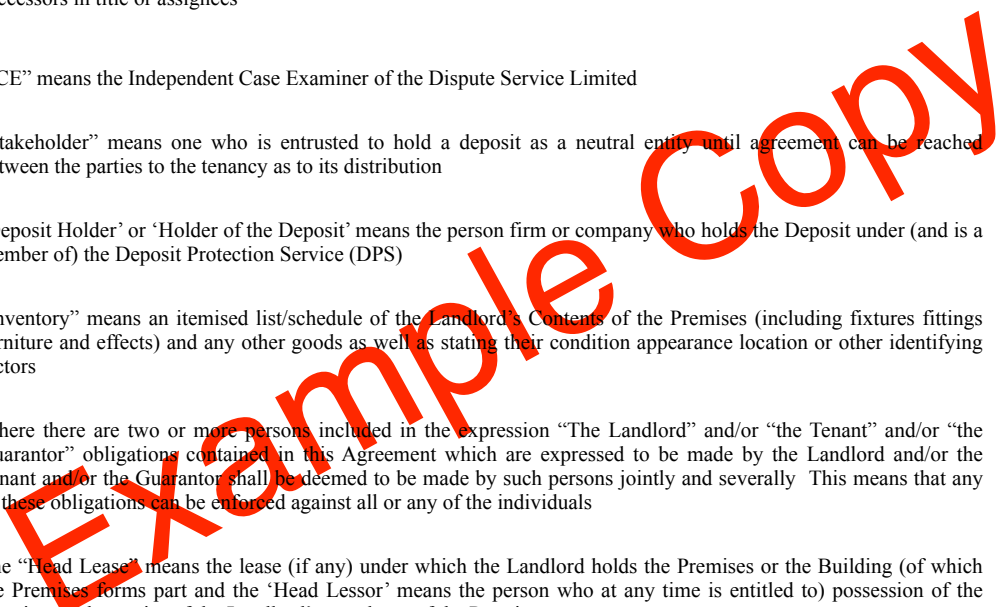 ccessors in title or assignees
CE” means the Independent Case Examiner of the Dispute Service Limited
takeholder” means one who is entrusted to hold a deposit as a neutral entity until agreement can be reached
tween the parties to the tenancy as to its distribution
eposit Holder’ or ‘Holder of the Deposit’ means the person firm or company who holds the Deposit under (and is a
ember of) the Deposit Protection Service (DPS)
nventory” means an itemised list/schedule of the Landlord’s Contents of the Premises (including fixtures fittings
rniture and effects) and any other goods as well as stating their condition appearance location or other identifying
ctors
here there are two or more persons included in the expression “The Landlord” and/or “the Tenant” and/or “the
uarantor” obligations contained in this Agreement which are expressed to be made by the Landlord and/or the
nant and/or the Guarantor shall be deemed to be made by such persons jointly and severally This means that any
these obligations can be enforced against all or any of the individuals
e “Head Lease” means the lease (if any) under which the Landlord holds the Premises or the Building (of which
e Premises forms part and the ‘Head Lessor’ means the person who at any time is entitled to) possession of the
Example Copy